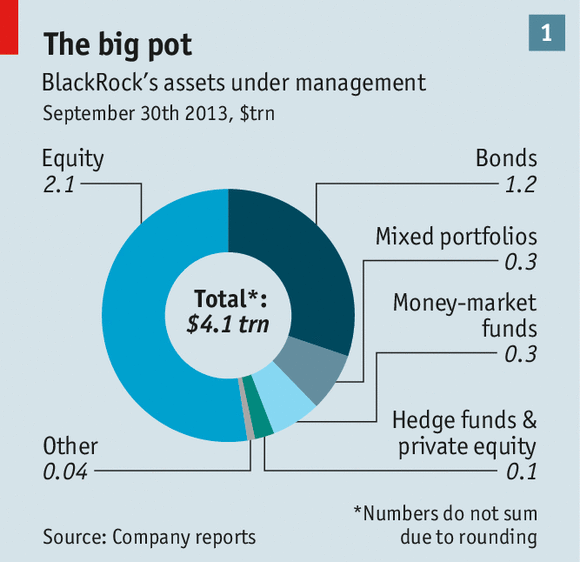 The big pot
1
BlackRock's assets under management
September 30th 2013, $trn
Equity
2.1
Bonds
1.2
Mixed portfolios
0.3
Money-market
funds
0.3
Hedge funds &
private equity
0.1
Other
0.04
Total*:
$4.1 trn
*Numbers do not sum
due to rounding
Source: Company reports